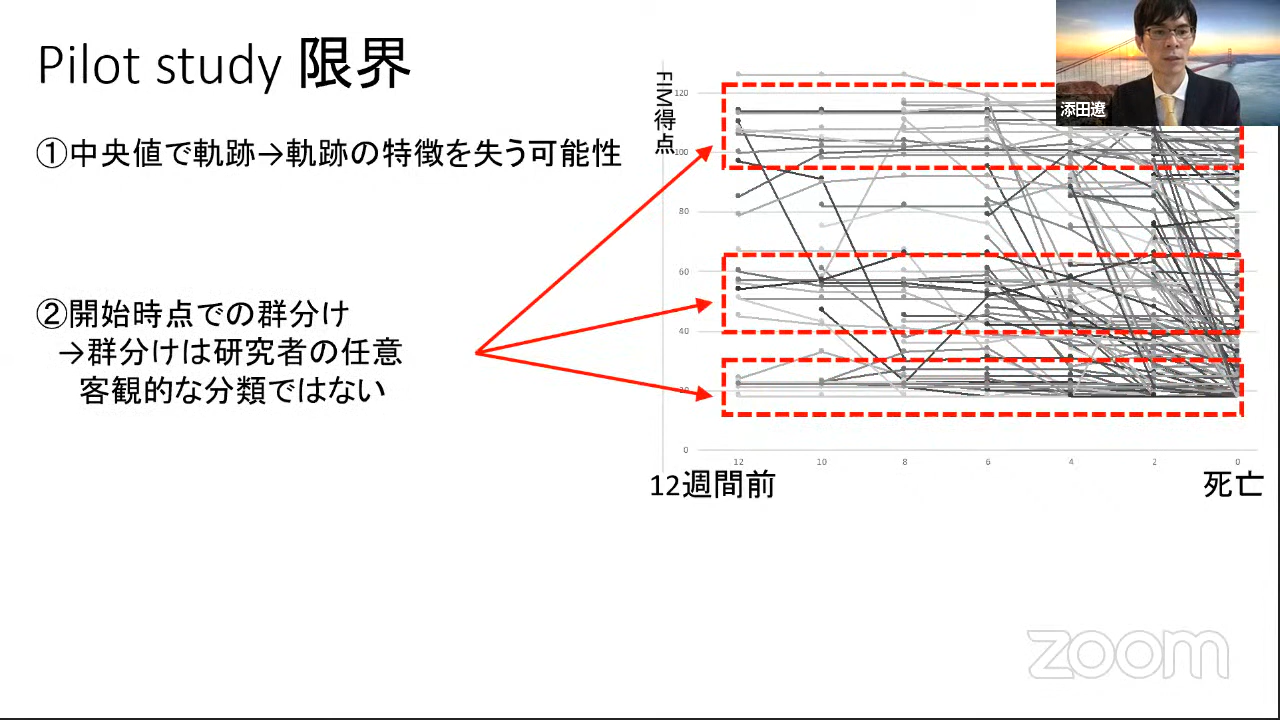 Pilot study 限界
①中央値で軌跡→軌跡の特徴を失う可能性
②開始時点での群分け
→群分けは研究者の任意
客観的な分類ではない
FIM得点
120
100
80
60
40
20
0
12 10 8 6 4 2 0
12週間前 死亡
添田遼
zoom